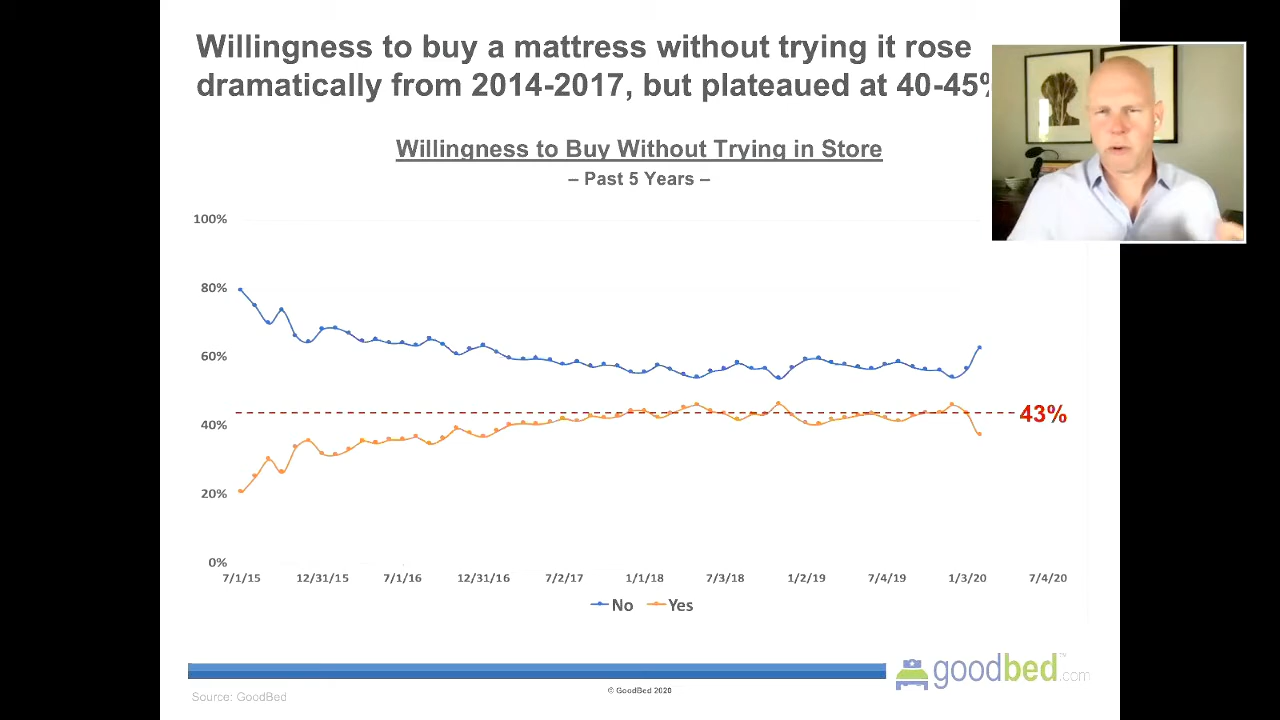 Willingness to buy a mattress without trying it rose
dramatically from 2014-2017, but plateaued at 40-45%
Willingness to Buy Without Trying in Store
– Past 5 Years –
100%
80%
60%
40%
20%
0%
43%
7/1/15 12/31/15 7/1/16 12/31/16 7/2/17 1/1/18 7/3/18 1/2/19 7/4/19 1/3/20 7/4/20
No Yes
goodbed.com
TM
Source: GoodBed
© GoodBed 2020